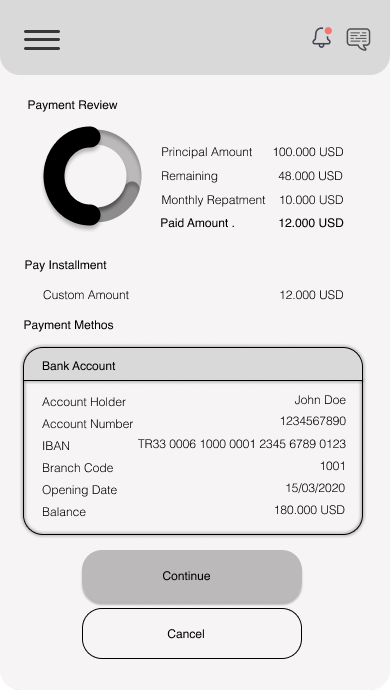 Payment Review
Principal Amount 100.000 USD
Remaining 48.000 USD
Monthly Repatment 10.000 USD
Paid Amount . 12.000 USD
Pay Installment
Custom Amount 12.000 USD
Payment Methos
Bank Account
Account Holder John Doe
Account Number 1234567890
IBAN TR33 0006 1000 0001 2345 6789 0123
Branch Code 1001
Opening Date 15/03/2020
Balance 180.000 USD
Continue
Cancel